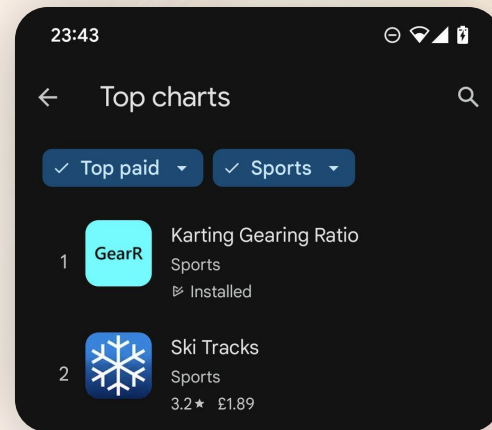 23:43
Top charts
Top paid Sports
1 GearR Karting Gearing Ratio
Sports
Installed
2 Ski Tracks
Sports
3.2★ £1.89